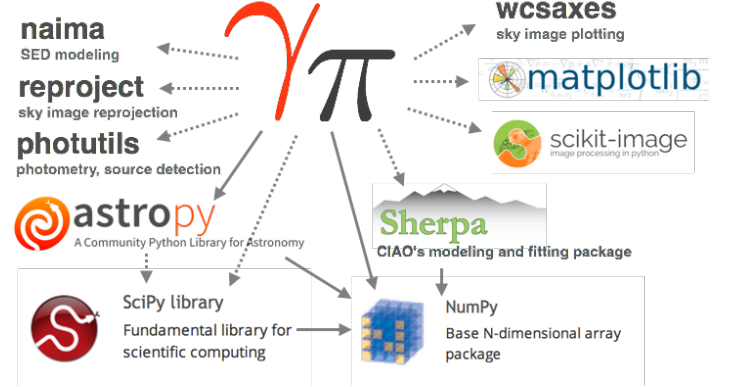 γπ
naima
SED modeling
reproject
sky image reprojection
photutils
photometry, source detection
wcsaxes
sky image plotting
matplotlib
scikit-image
image processing in python
astropy
A Community Python Library for Astronomy
Sherpa
CIAO's modeling and fitting package
SciPy library
Fundamental library for
scientific computing
N
NumPy
Base N-dimensional array
package